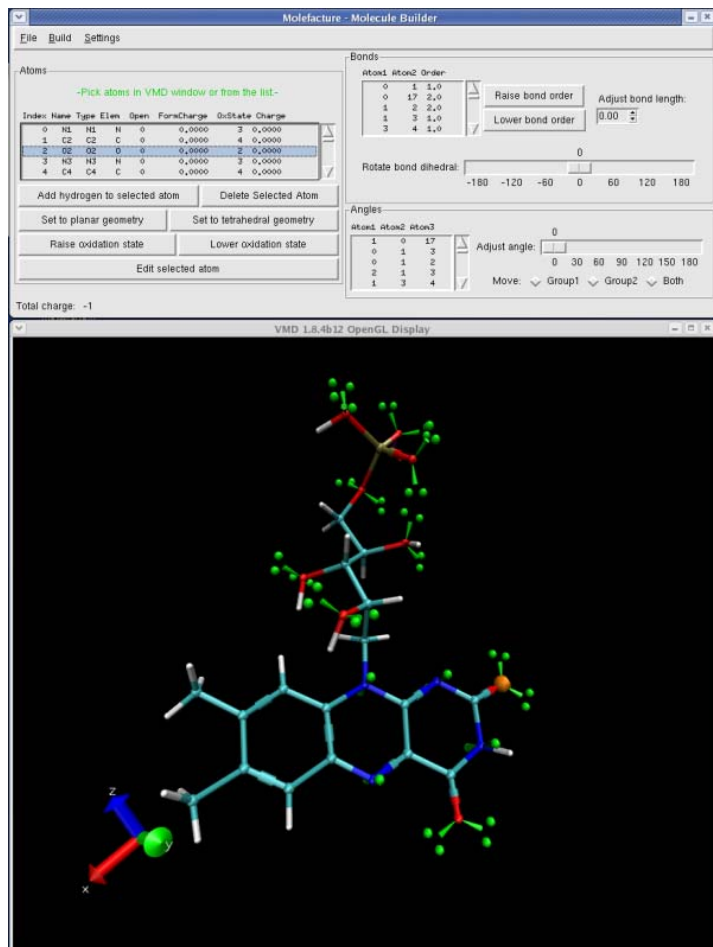 Molefacture - Molecule Builder
File Build Settings
Atoms
-Pick atoms in VMD window or from the list-
Index Name Type Elem Open FormCharge OxState Charge
0 N1 N1 N 0 0,0000 3 0,0000
1 C2 C2 C 0 0,0000 4 0,0000
2 O2 O2 O 0 0,0000 2 0,0000
3 N3 N3 N 0 0,0000 3 0,0000
4 C4 C4 C 0 0,0000 4 0,0000
Add hydrogen to selected atom Delete Selected Atom
Set to planar geometry Set to tetrahedral geometry
Raise oxidation state Lower oxidation state
Edit selected atom
Total charge: -1
Bonds
Atom1 Atom2 Order
0 1 1,0
0 17 2,0
1 2 2,0
1 3 1,0
3 4 1,0
Raise bond order
Lower bond order
Adjust bond length:
0.00
Rotate bond dihedral:
0
-180 -120 -60 0 60 120 180
Angles
Atom1 Atom2 Atom3
1 0 17
0 1 3
0 1 2
2 1 3
1 3 4
Adjust angle:
0
0 30 60 90 120 150 180
Move: Group1 Group2 Both
VMD 1.8.4b12 OpenGL Display
z
y
x